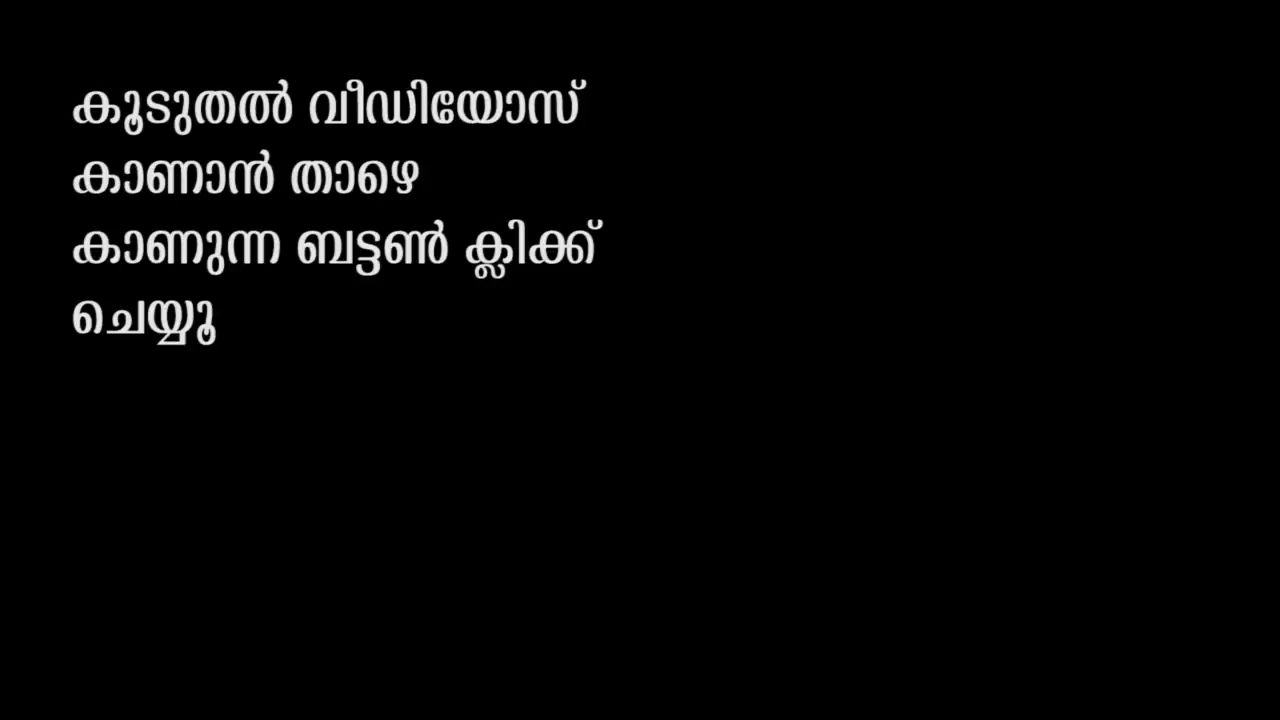 കൂടുതൽ വീഡിയോസ്
കാണാൻ താഴെ
കാണുന്ന ബട്ടൺ ക്ലിക്ക്
ചെയ്യൂ